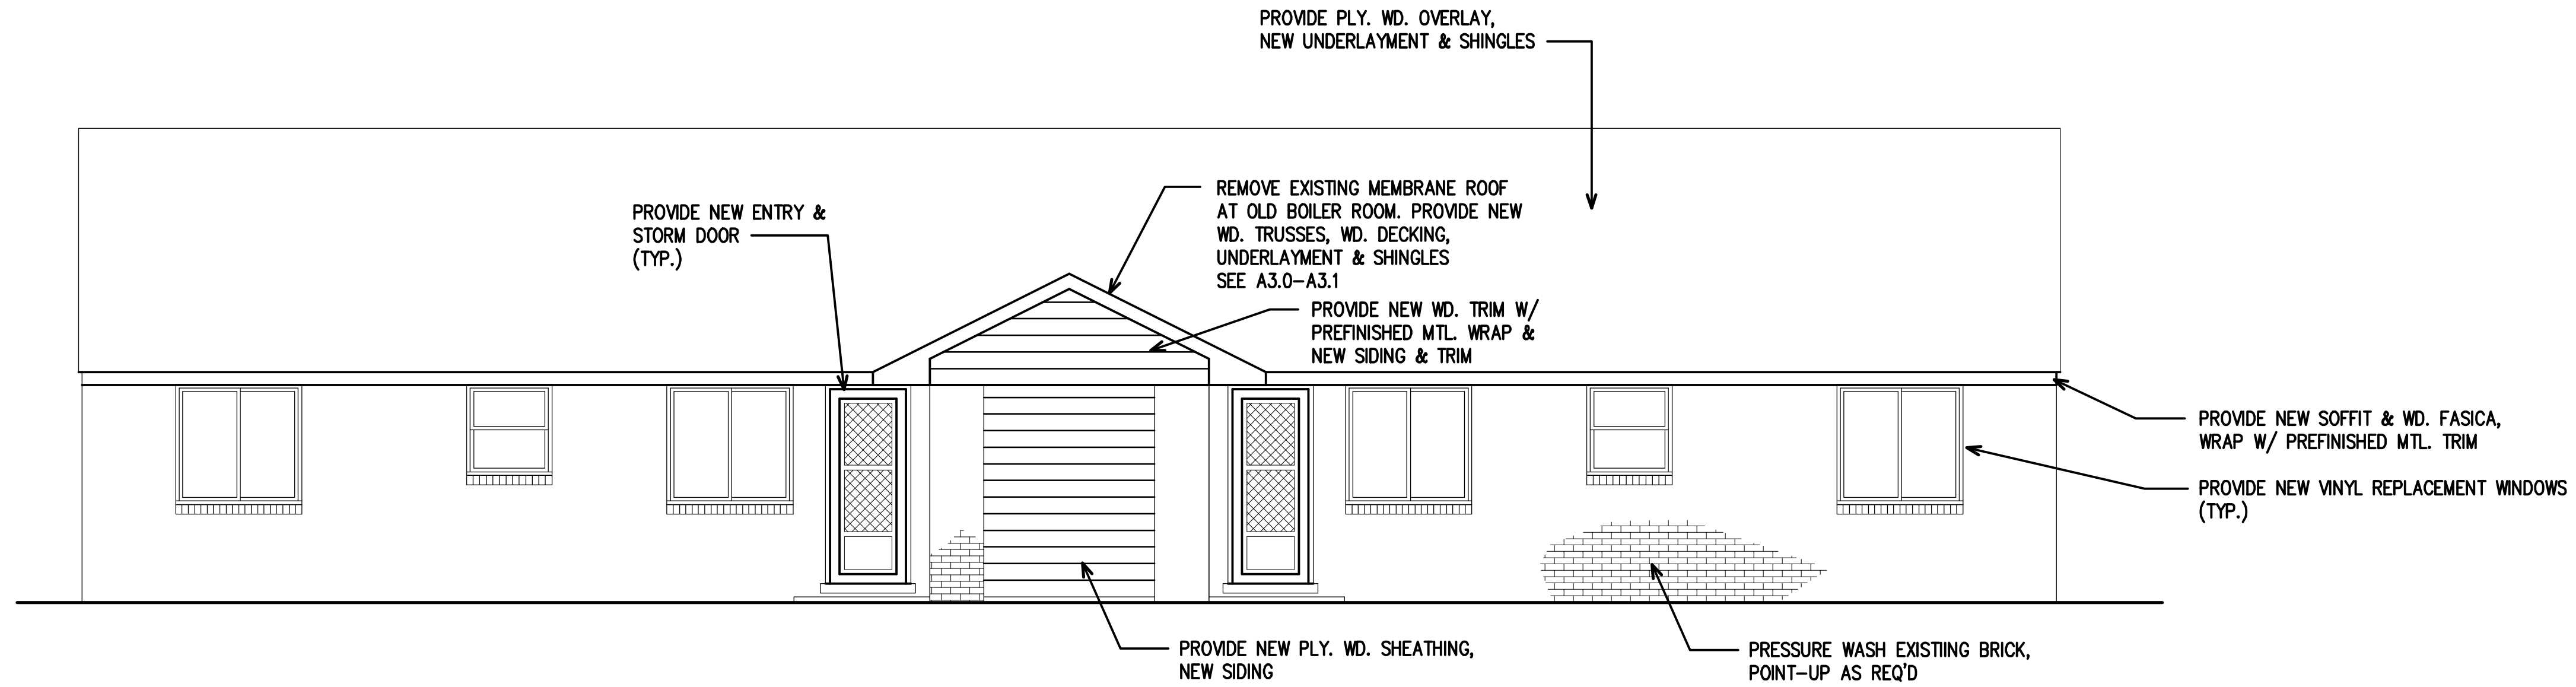 PROVIDE PLY. WD. OVERLAY,
NEW UNDERLAYMENT & SHINGLES
REMOVE EXISTING MEMBRANE ROOF
AT OLD BOILER ROOM. PROVIDE NEW
WD. TRUSSES, WD. DECKING,
UNDERLAYMENT & SHINGLES
SEE A3.0-A3.1
PROVIDE NEW ENTRY &
STORM DOOR
(TYP.)
PROVIDE NEW WD. TRIM W/
PREFINISHED MTL. WRAP &
NEW SIDING & TRIM
PROVIDE NEW SOFFIT & WD. FASICA,
WRAP W/ PREFINISHED MTL. TRIM
PROVIDE NEW VINYL REPLACEMENT WINDOWS
(TYP.)
PROVIDE NEW PLY. WD. SHEATHING,
NEW SIDING
PRESSURE WASH EXISTIING BRICK,
POINT-UP AS REQ'D